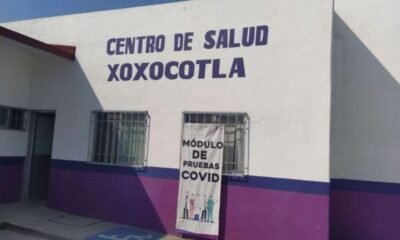 CENTRO DE SALUD
XOXOCOTLA
MÓDULO
DE
PRUEBAS
COVID